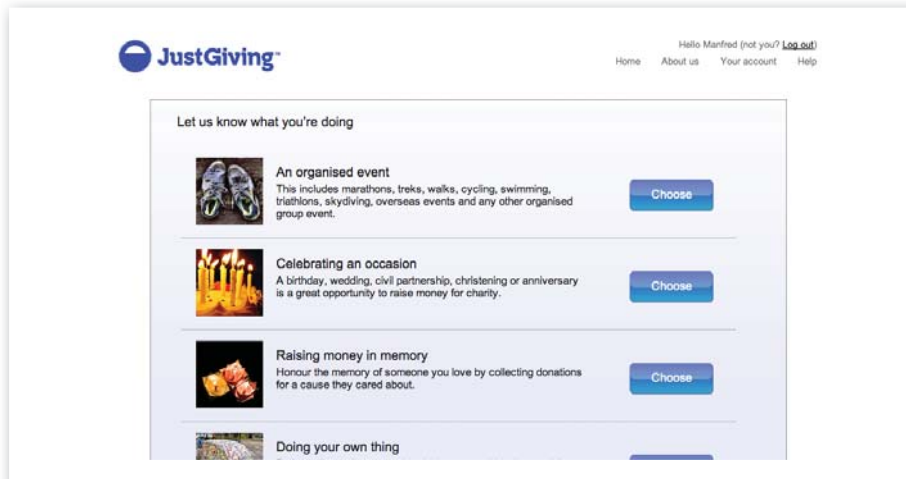 JustGiving™
Hello Manfred (not you? Log out)
Home About us Your account Help
Let us know what you're doing
An organised event
This includes marathons, treks, walks, cycling, swimming,
triathlons, skydiving, overseas events and any other organised
group event.
Choose
Celebrating an occasion
A birthday, wedding, civil partnership, christening or anniversary
is a great opportunity to raise money for charity.
Choose
Raising money in memory
Honour the memory of someone you love by collecting donations
for a cause they cared about.
Choose
Doing your own thing